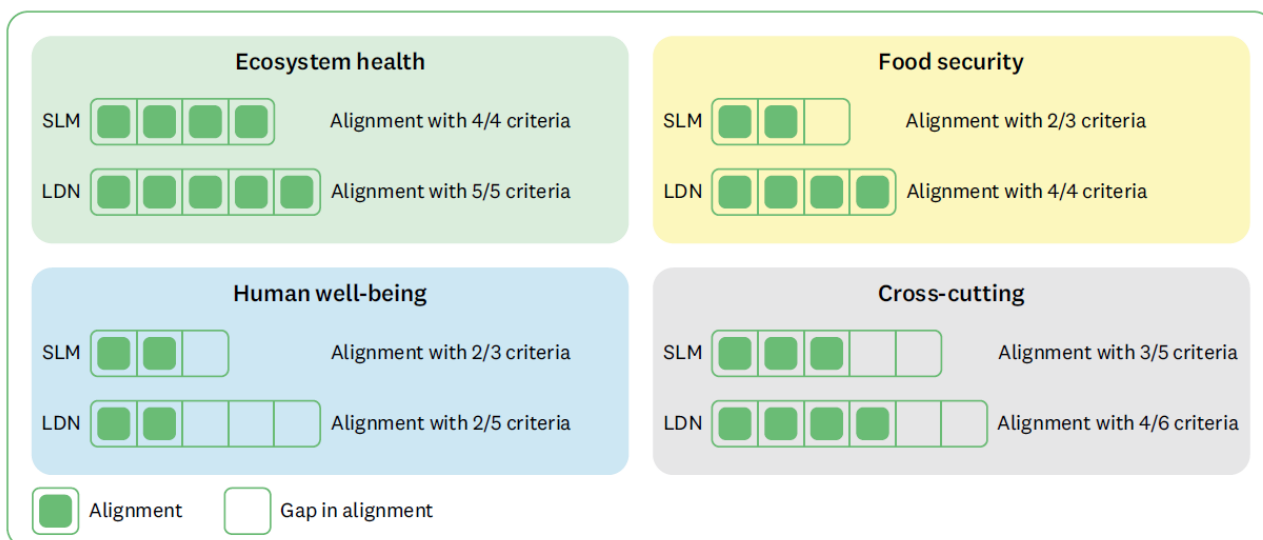 Ecosystem health
SLM Alignment with 4/4 criteria
LDN Alignment with 5/5 criteria
Food security
SLM Alignment with 2/3 criteria
LDN Alignment with 4/4 criteria
Human well-being
SLM Alignment with 2/3 criteria
LDN Alignment with 2/5 criteria
Cross-cutting
SLM Alignment with 3/5 criteria
LDN Alignment with 4/6 criteria
Alignment Gap in alignment